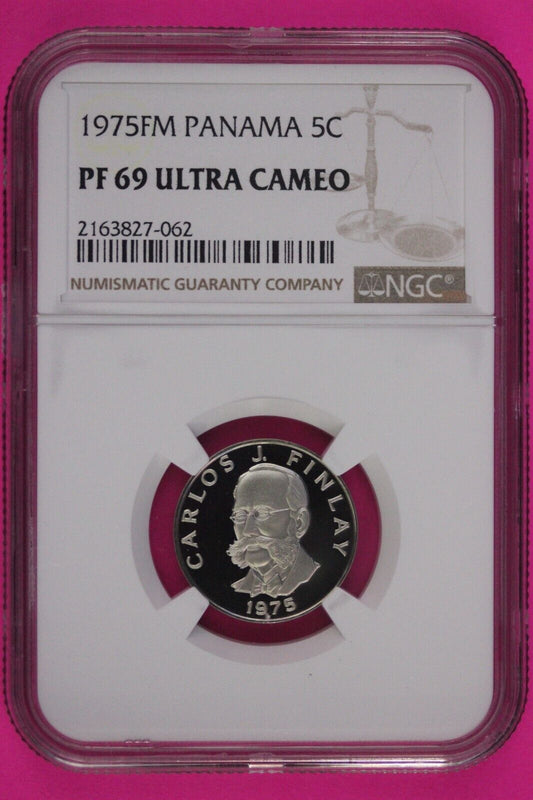 1975FM PANAMA 5C
PF 69 ULTRA CAMEO
2163827-062
NUMISMATIC GUARANTY COMPANY
NGC®
CARLOS J. FINLAY
1975